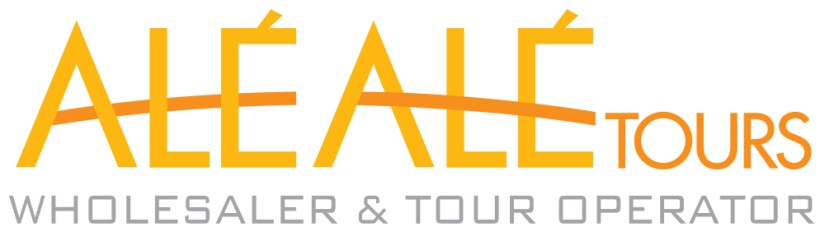 ALÉ ALÉ TOURS
WHOLESALER & TOUR OPERATOR